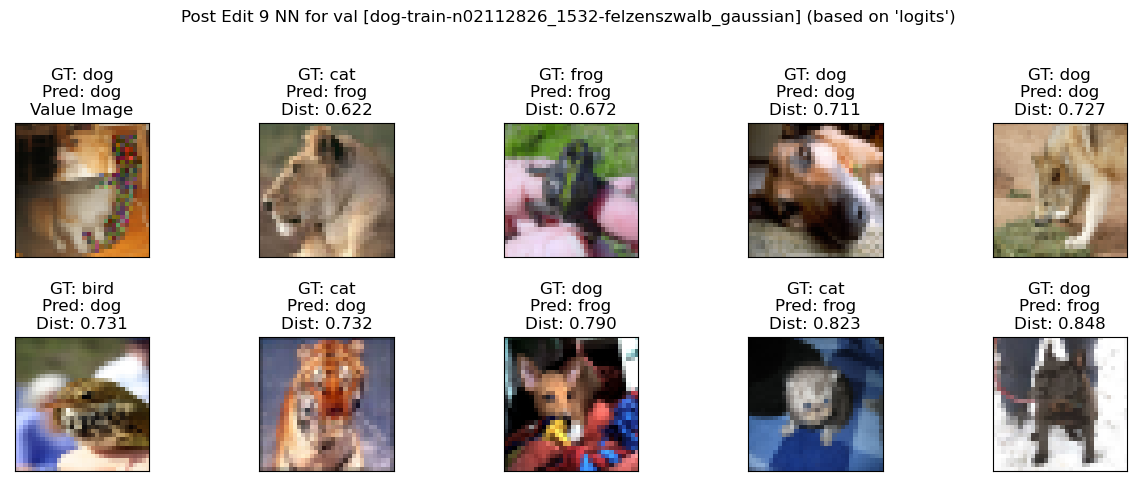 Post Edit 9 NN for val [dog-train-n02112826_1532-felzenszwalb_gaussian] (based on 'logits')
GT: dog
Pred: dog
Value Image
GT: cat
Pred: frog
Dist: 0.622
GT: frog
Pred: frog
Dist: 0.672
GT: dog
Pred: dog
Dist: 0.711
GT: dog
Pred: dog
Dist: 0.727
GT: bird
Pred: dog
Dist: 0.731
GT: cat
Pred: dog
Dist: 0.732
GT: dog
Pred: frog
Dist: 0.790
GT: cat
Pred: frog
Dist: 0.823
GT: dog
Pred: frog
Dist: 0.848